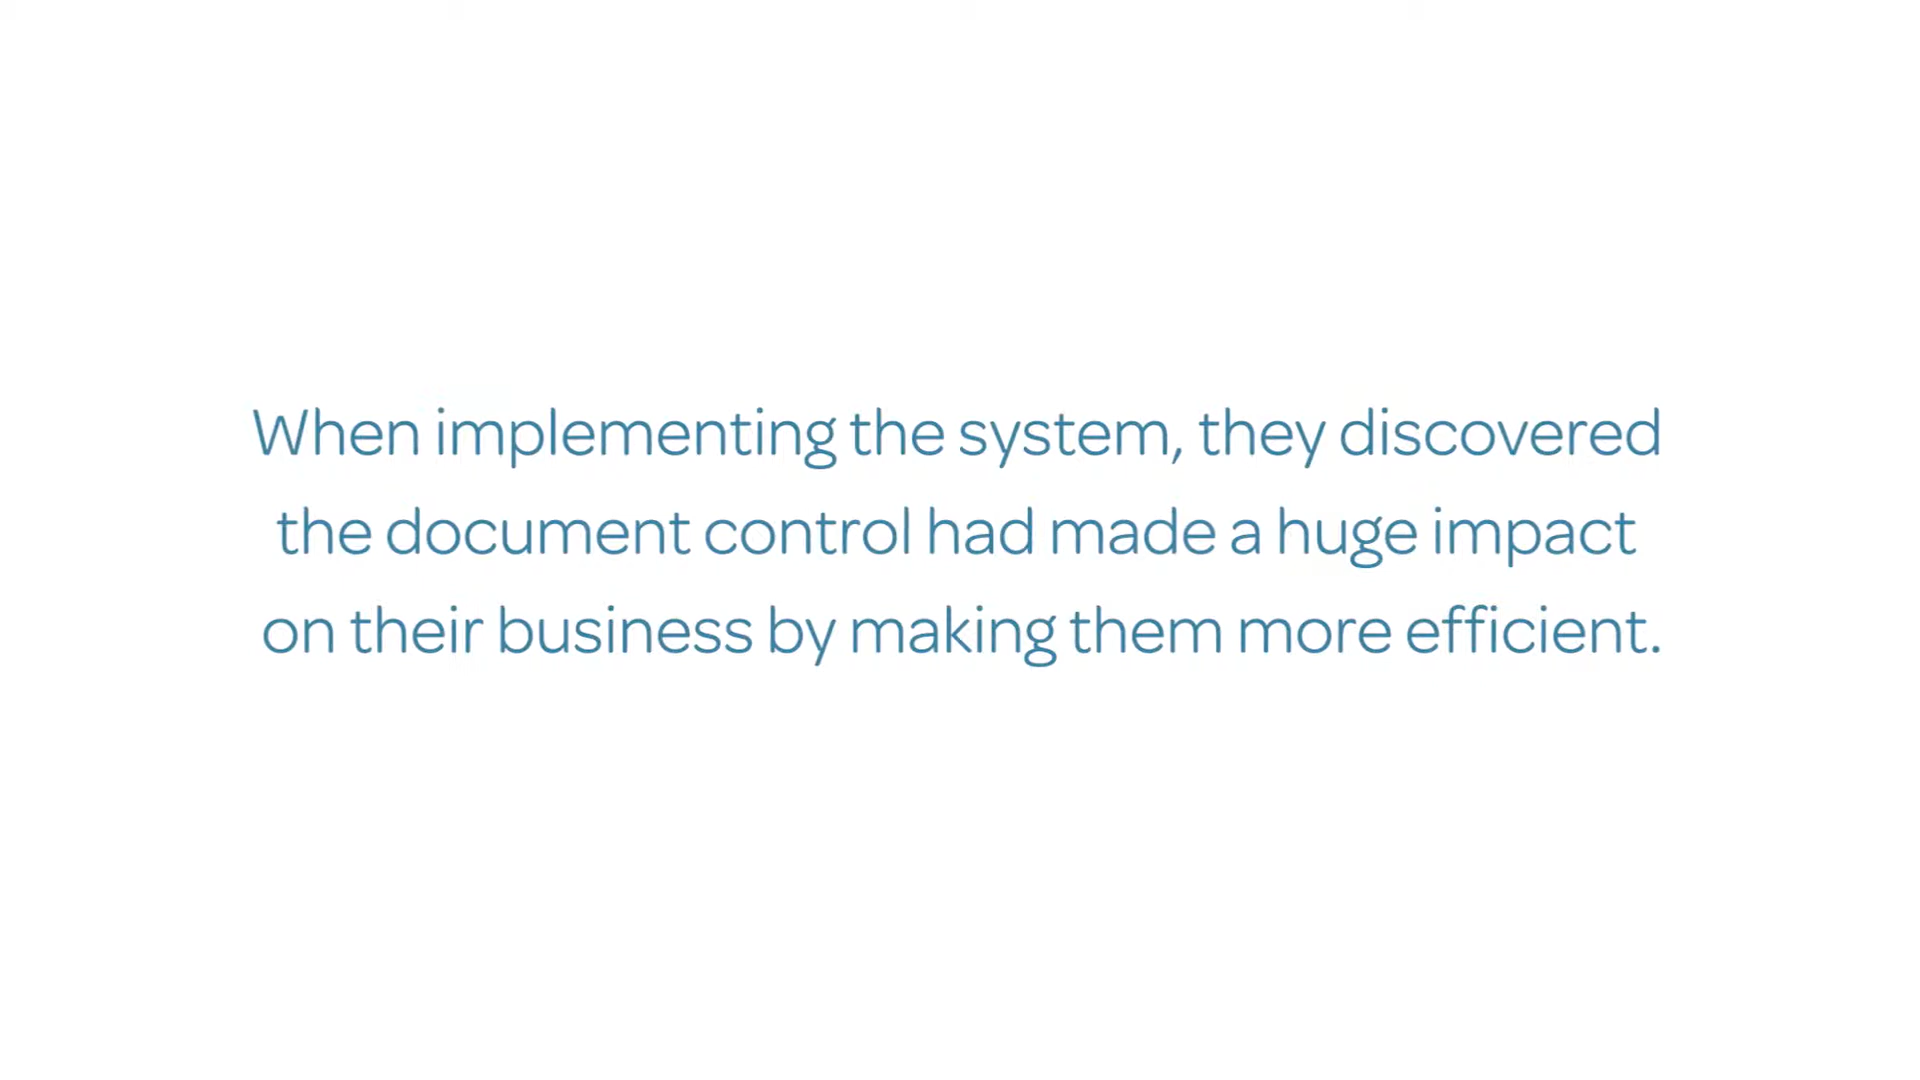 When implementing the system, they discovered
the document control had made a huge impact
on their business by making them more efficient.